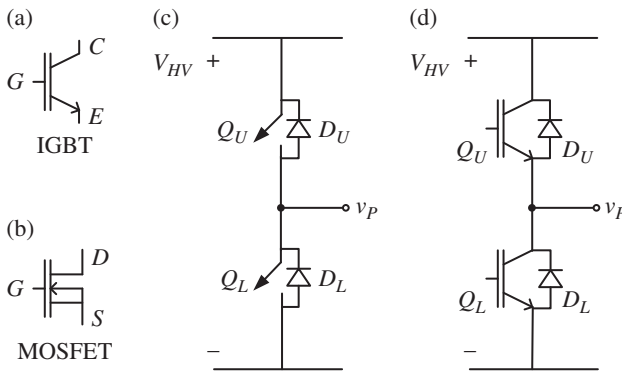 (a)
C
G
E
IGBT
(b)
D
G
S
MOSFET
(c)
V_HV +
Q_U
D_U
v_P
Q_L
D_L
–
(d)
V_HV +
Q_U
D_U
Q_L
D_L
–